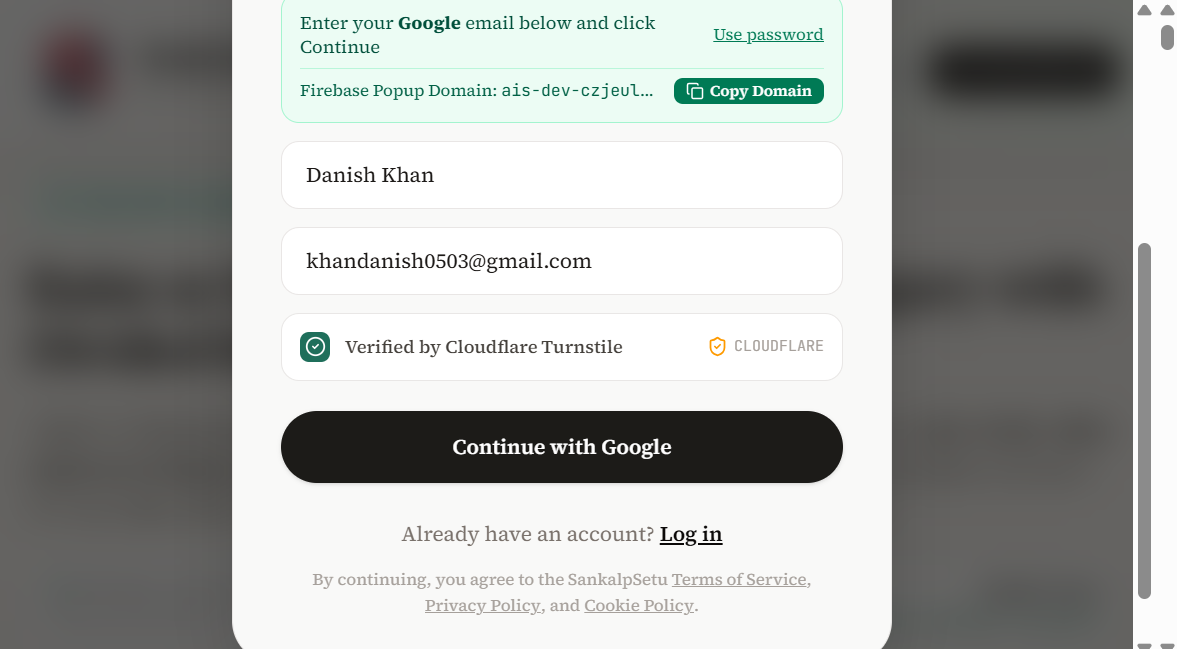 Enter your Google email below and click
Continue
Use password
Firebase Popup Domain: ais-dev-czjeul...
Copy Domain
Danish Khan
khandanish0503@gmail.com
Verified by Cloudflare Turnstile
CLOUDFLARE
Continue with Google
Already have an account? Log in
By continuing, you agree to the SankalpSetu Terms of Service,
Privacy Policy, and Cookie Policy.